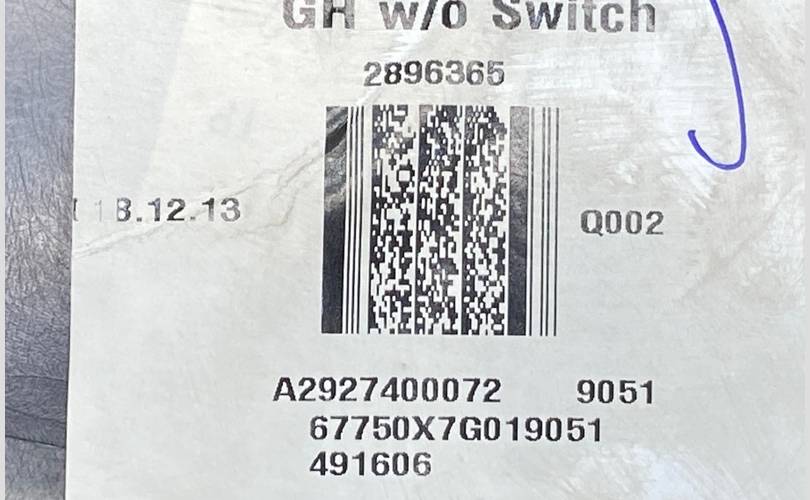 GH w/o Switch
2896365
18.12.13
Q002
A2927400072 9051
67750X7G019051
491606